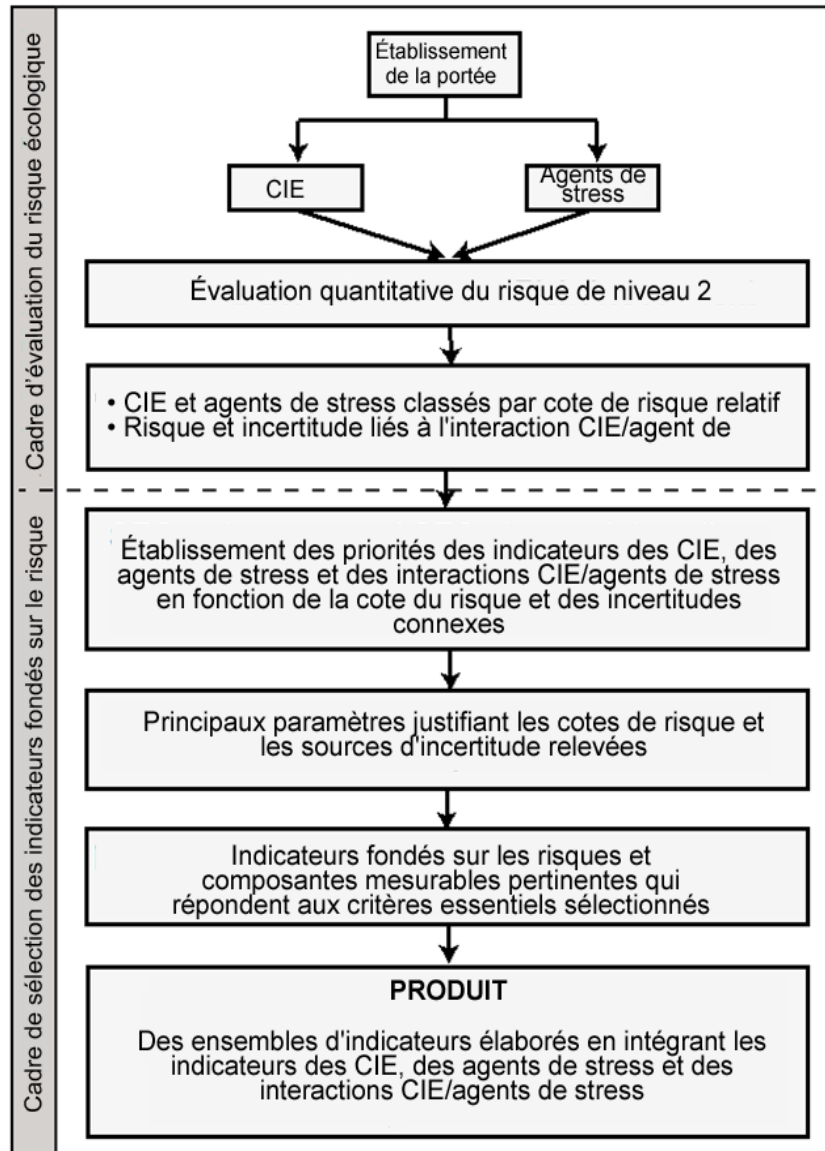 Cadre d'évaluation du risque écologique
Établissement
de la portée
CIE
Agents de
stress
Évaluation quantitative du risque de niveau 2
• CIE et agents de stress classés par cote de risque relatif
• Risque et incertitude liés à l'interaction CIE/agent de
Cadre de sélection des indicateurs fondés sur le risque
Établissement des priorités des indicateurs des CIE, des
agents de stress et des interactions CIE/agents de stress
en fonction de la cote du risque et des incertitudes
connexes
Principaux paramètres justifiant les cotes de risque et
les sources d'incertitude relevées
Indicateurs fondés sur les risques et
composantes mesurables pertinentes qui
répondent aux critères essentiels sélectionnés
PRODUIT
Des ensembles d'indicateurs élaborés en intégrant les
indicateurs des CIE, des agents de stress et des
interactions CIE/agents de stress